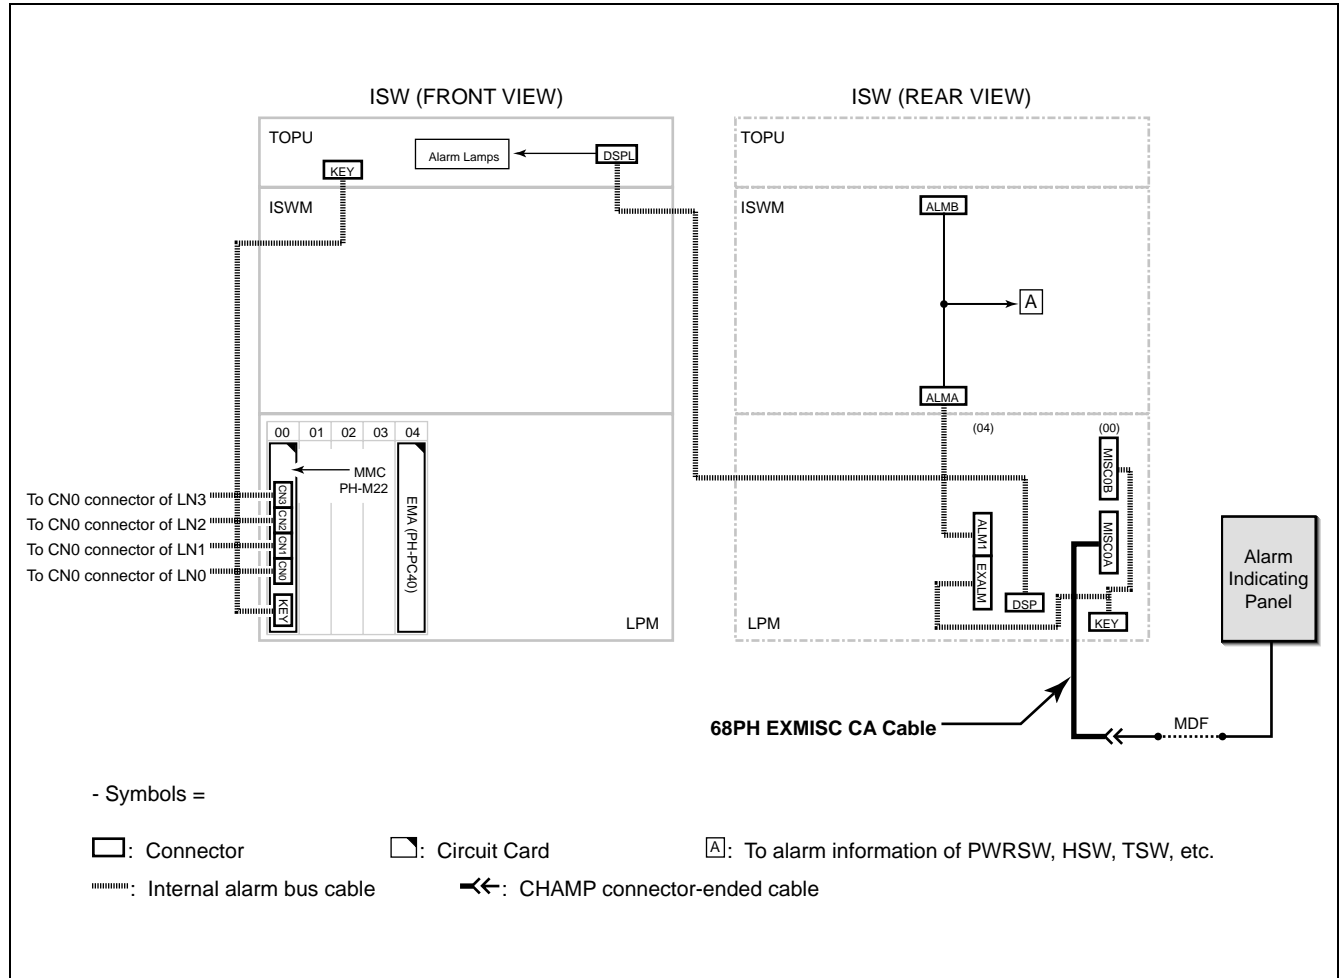 ISW (FRONT VIEW)
ISW (REAR VIEW)
TOPU
Alarm Lamps
DSPL
KEY
TOPU
ISWM
ISWM
ALMB
A
ALMA
00 01 02 03 04
MMC
PH-M22
CN3
CN2
CN1
CN0
KEY
EMA (PH-PC40)
To CN0 connector of LN3
To CN0 connector of LN2
To CN0 connector of LN1
To CN0 connector of LN0
LPM
(04)
(00)
MISC0B
MISC0A
ALM1
EXALM
DSP
KEY
LPM
Alarm
Indicating
Panel
68PH EXMISC CA Cable
MDF
- Symbols =
: Connector
: Circuit Card
A : To alarm information of PWRSW, HSW, TSW, etc.
: Internal alarm bus cable
: CHAMP connector-ended cable